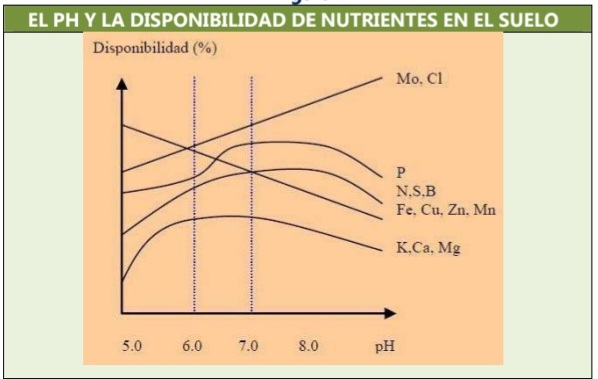 EL PH Y LA DISPONIBILIDAD DE NUTRIENTES EN EL SUELO
Disponibilidad (%)
Mo, Cl
P
N,S,B
Fe, Cu, Zn, Mn
K,Ca, Mg
5.0 6.0 7.0 8.0 pH